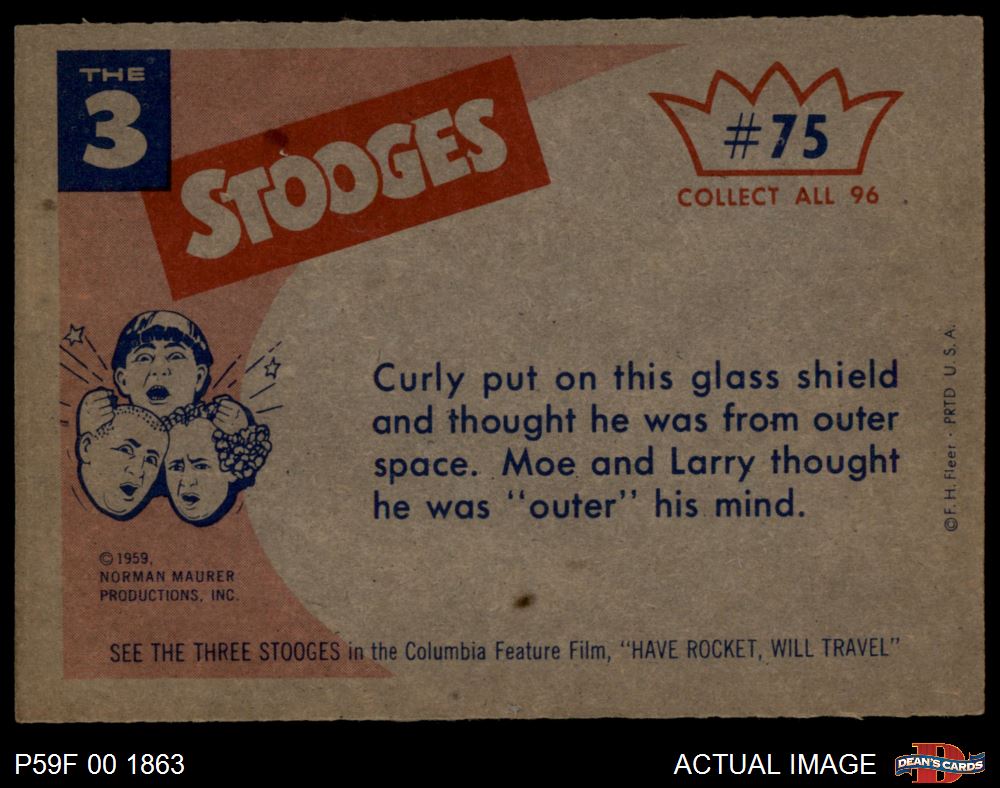 THE
3
STOOGES
#75
COLLECT ALL 96
Curly put on this glass shield
and thought he was from outer
space. Moe and Larry thought
he was "outer" his mind.
©F. H. Fleer · PRTD U. S. A.
© 1959,
NORMAN MAURER
PRODUCTIONS, INC.
SEE THE THREE STOOGES in the Columbia Feature Film, "HAVE ROCKET, WILL TRAVEL"
P59F 00 1863
ACTUAL IMAGE
D
DEAN'S CARDS